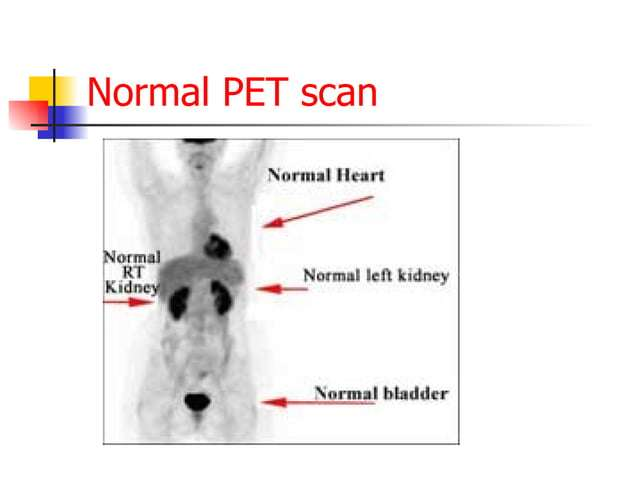 Normal PET scan
Normal Heart
Normal
RT
Kidney
Normal left kidney
Normal bladder